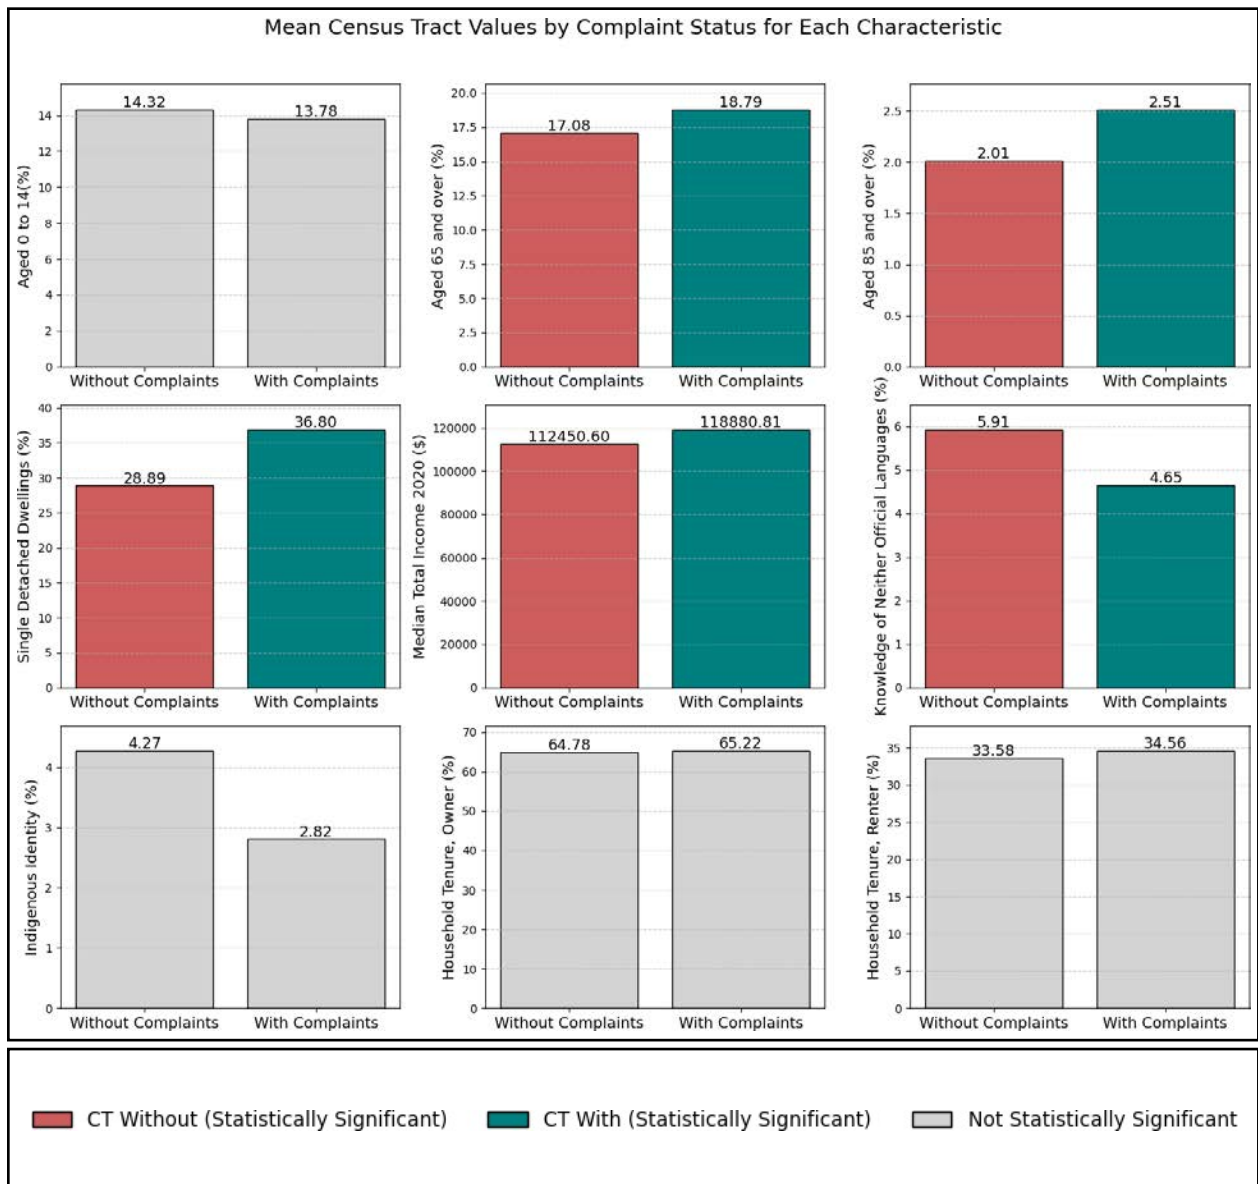 Mean Census Tract Values by Complaint Status for Each Characteristic
Aged 0 to 14(%)
14
12
10
8
6
4
2
0
14.32
13.78
Without Complaints
With Complaints
Aged 65 and over (%)
20.0
17.5
15.0
12.5
10.0
7.5
5.0
2.5
0.0
17.08
18.79
Without Complaints
With Complaints
Aged 85 and over (%)
2.5
2.0
1.5
1.0
0.5
0.0
2.01
2.51
Without Complaints
With Complaints
Single Detached Dwellings (%)
40
35
30
25
20
15
10
5
0
28.89
36.80
Without Complaints
With Complaints
Median Total Income 2020 ($)
120000
100000
80000
60000
40000
20000
0
112450.60
118880.81
Without Complaints
With Complaints
Knowledge of Neither Official Languages (%)
6
5
4
3
2
1
0
5.91
4.65
Without Complaints
With Complaints
Indigenous Identity (%)
4
3
2
1
0
4.27
2.82
Without Complaints
With Complaints
Household Tenure, Owner (%)
70
60
50
40
30
20
10
0
64.78
65.22
Without Complaints
With Complaints
Household Tenure, Renter (%)
35
30
25
20
15
10
5
0
33.58
34.56
Without Complaints
With Complaints
CT Without (Statistically Significant)
CT With (Statistically Significant)
Not Statistically Significant